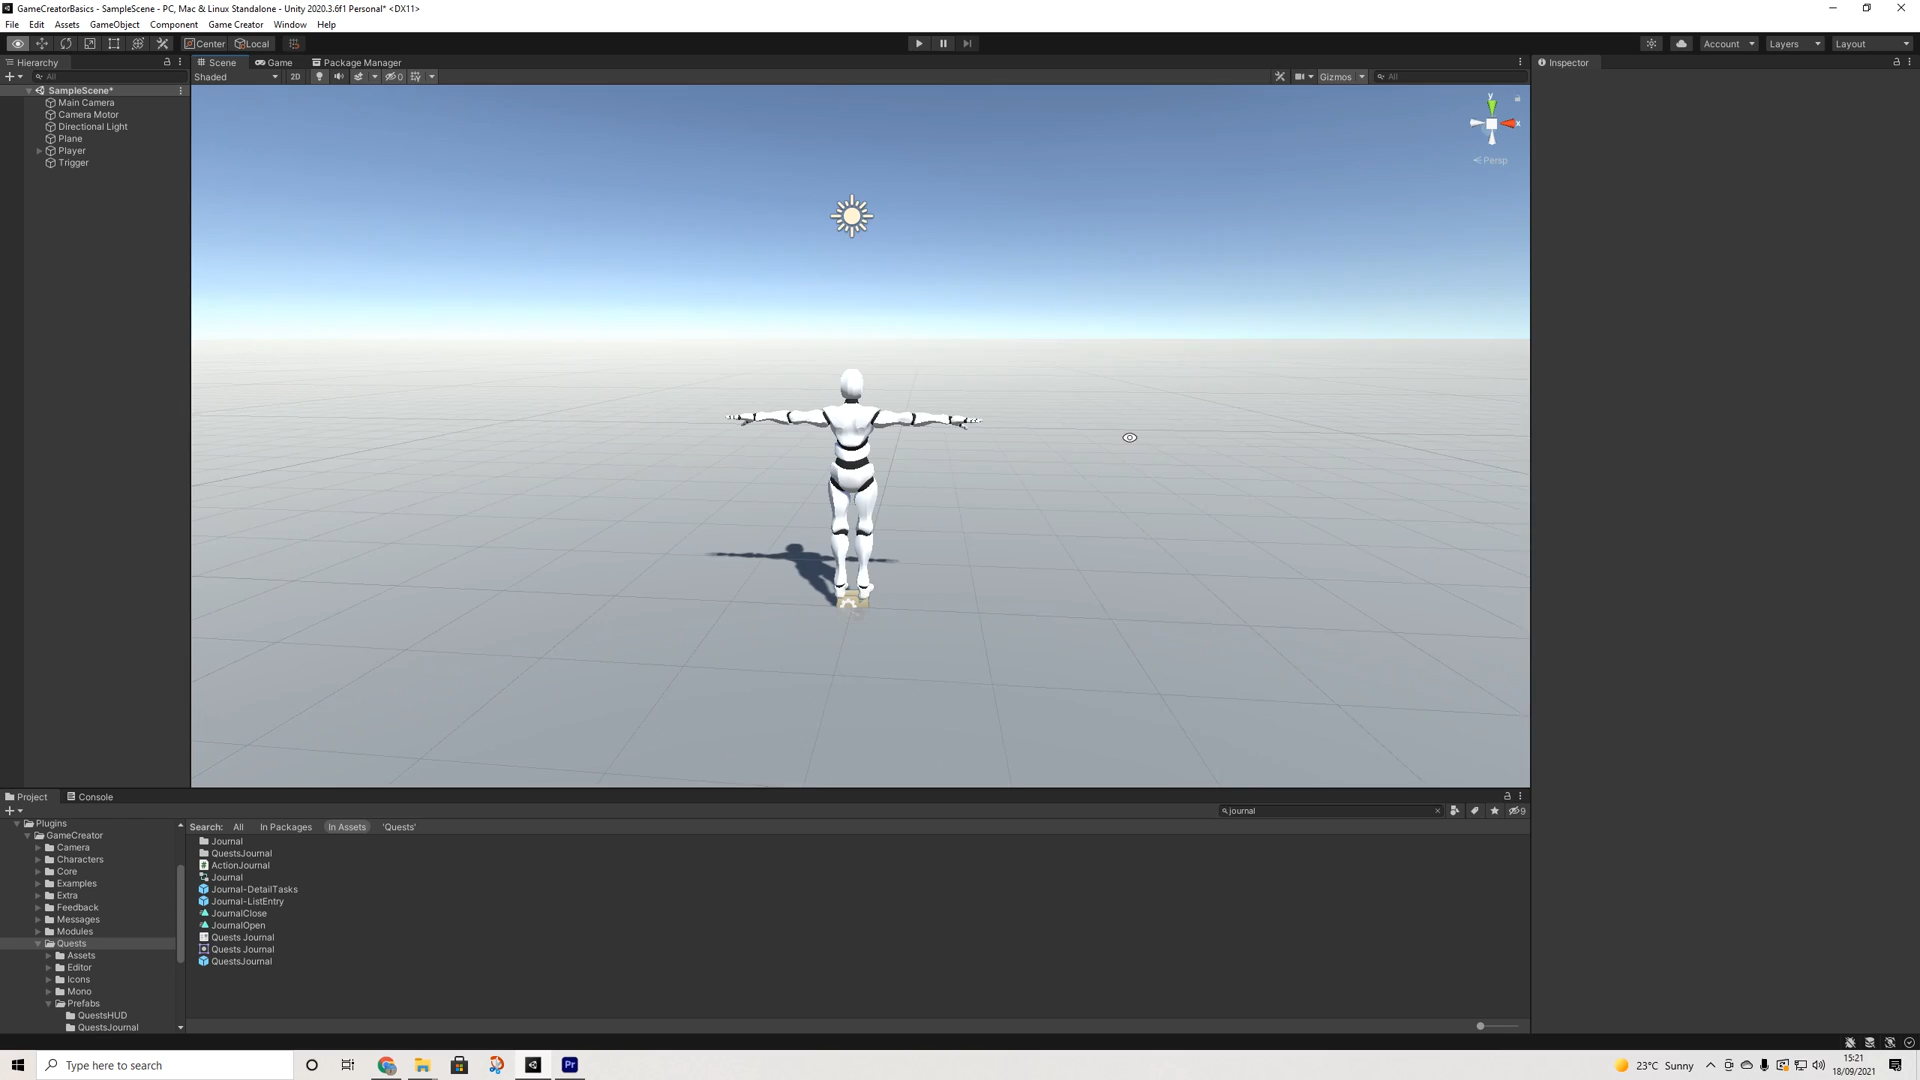 GameCreatorBasics - SampleScene - PC, Mac & Linux Standalone - Unity 2020.3.6f1 Personal* <DX11>
File Edit Assets GameObject Component Game Creator Window Help
Center Local Account Layers Layout
Hierarchy Scene Game Package Manager Inspector
All Shaded 2D 0 Gizmos All
SampleScene*
Main Camera
Camera Motor
Directional Light
Plane
Player
Trigger
y
x
Persp
Project Console
journal 9
Search: All In Packages In Assets 'Quests'
Plugins
GameCreator
Camera
Characters
Core
Examples
Extra
Feedback
Messages
Modules
Quests
Assets
Editor
Icons
Mono
Prefabs
QuestsHUD
QuestsJournal
Journal
QuestsJournal
ActionJournal
Journal
Journal-DetailTasks
Journal-ListEntry
JournalClose
JournalOpen
Quests Journal
Quests Journal
QuestsJournal
Type here to search
Pr
23°C Sunny
15:21
18/09/2021